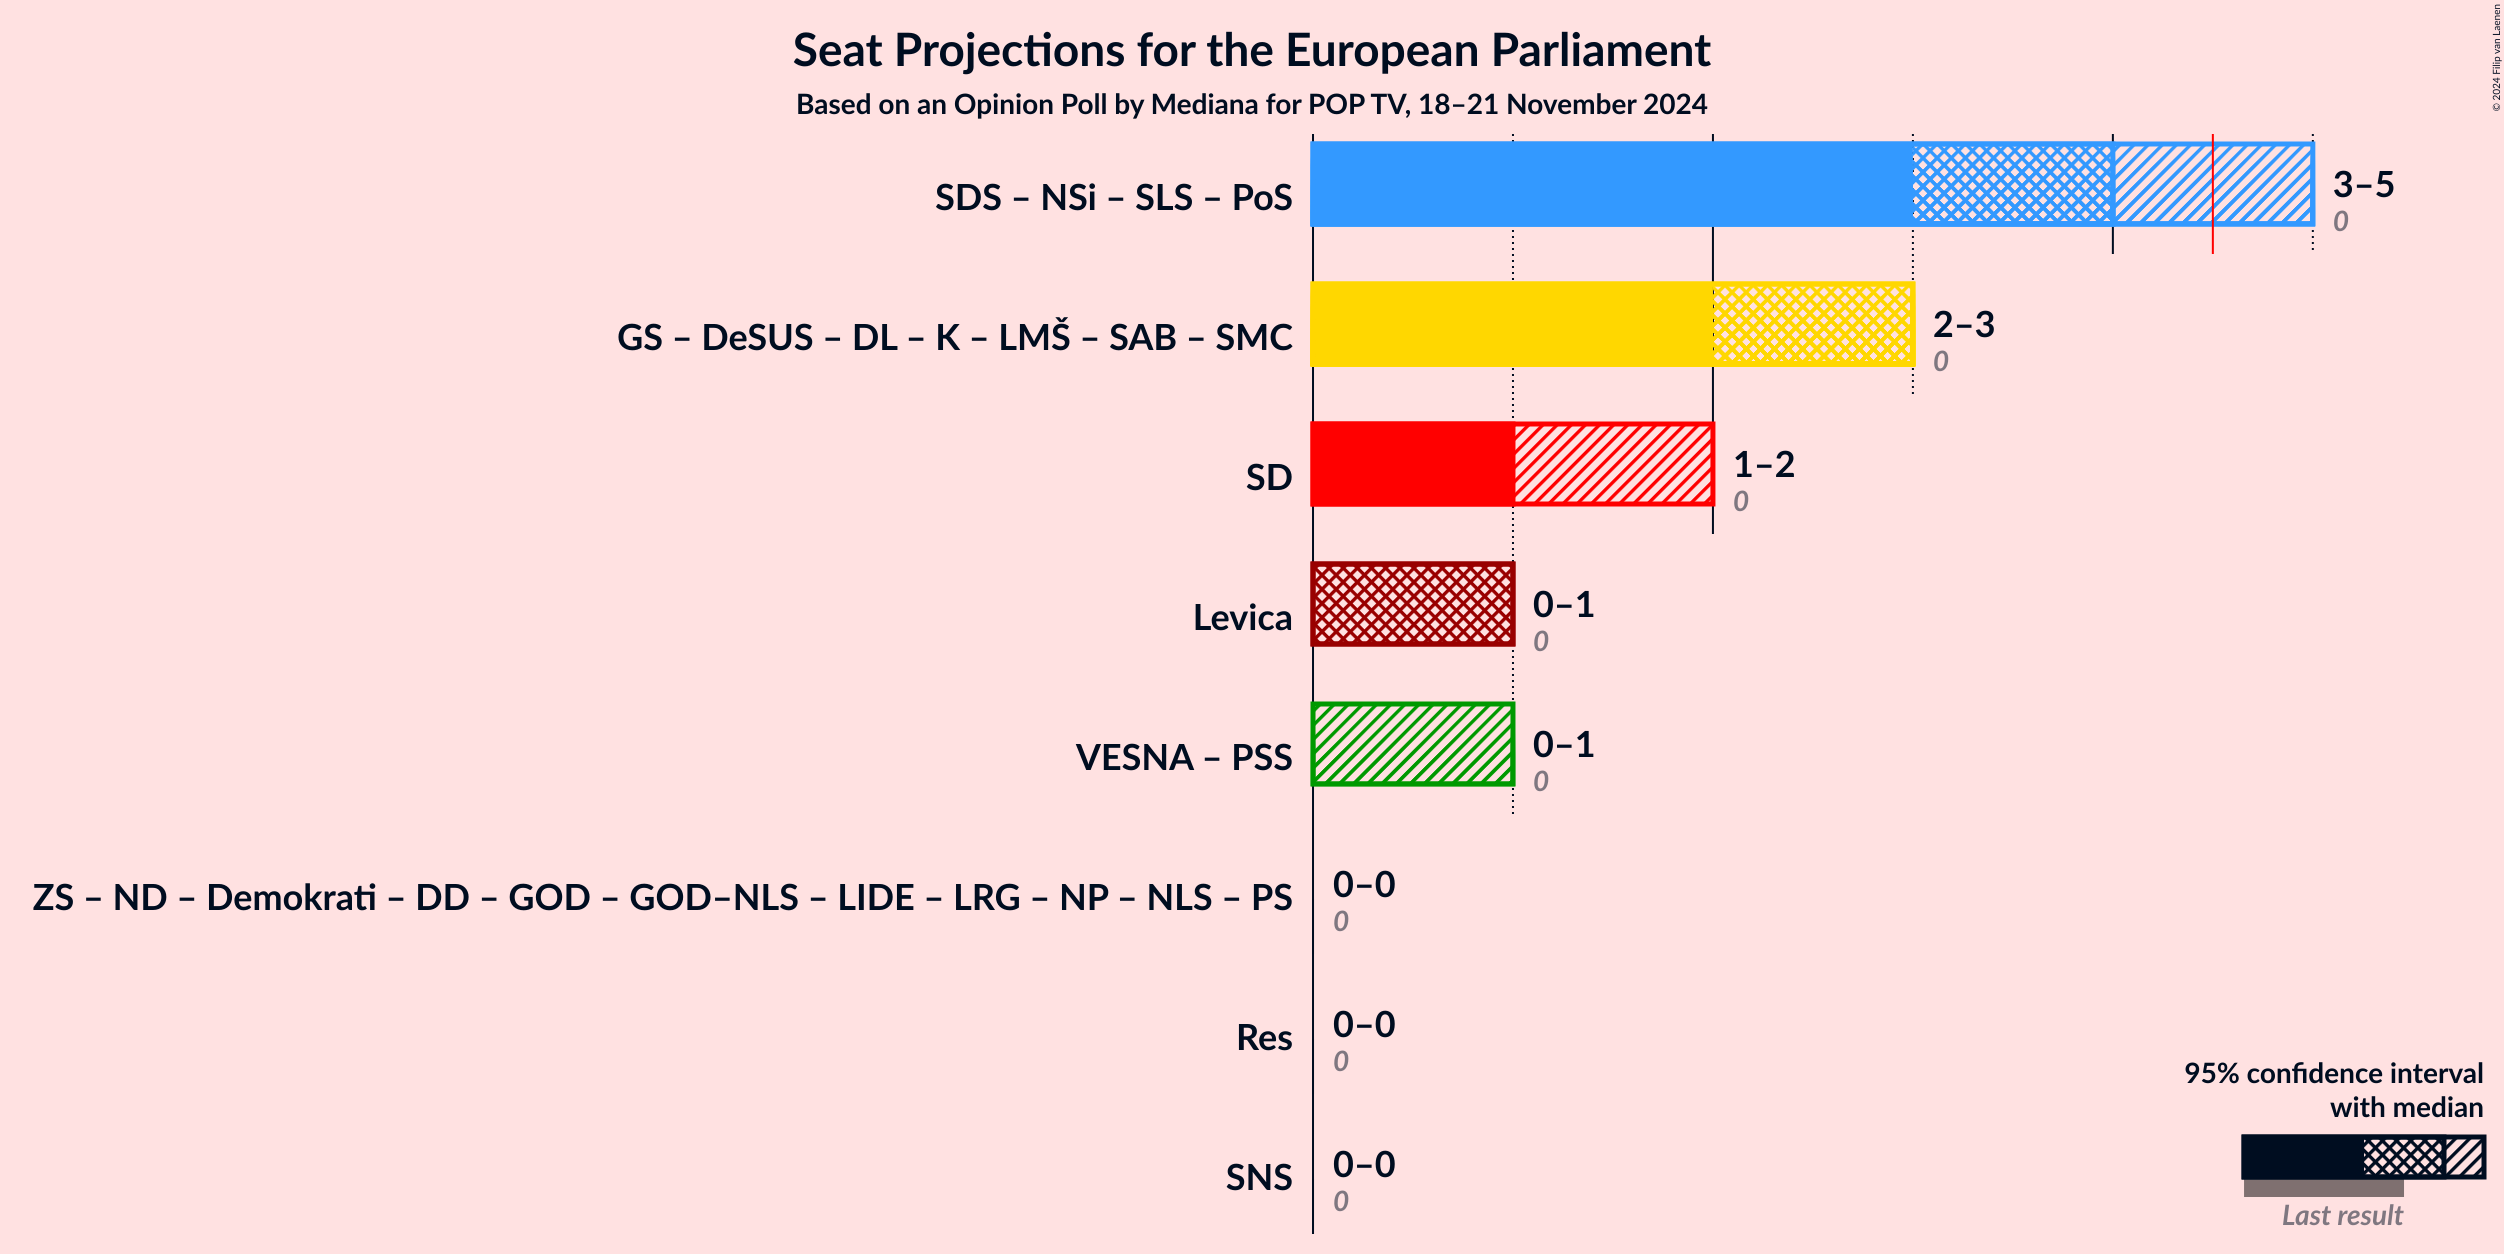 Seat Projections for the European Parliament
Based on an Opinion Poll by Mediana for POP TV, 18–21 November 2024
© 2024 Filip van Laenen
SDS – NSi – SLS – PoS
3–5
0
GS – DeSUS – DL – K – LMŠ – SAB – SMC
2–3
0
SD
1–2
0
Levica
0–1
0
VESNA – PSS
0–1
0
ZS – ND – Demokrati – DD – GOD – GOD–NLS – LIDE – LRG – NP – NLS – PS
0–0
0
Res
0–0
0
SNS
0–0
0
95% confidence interval
with median
Last result